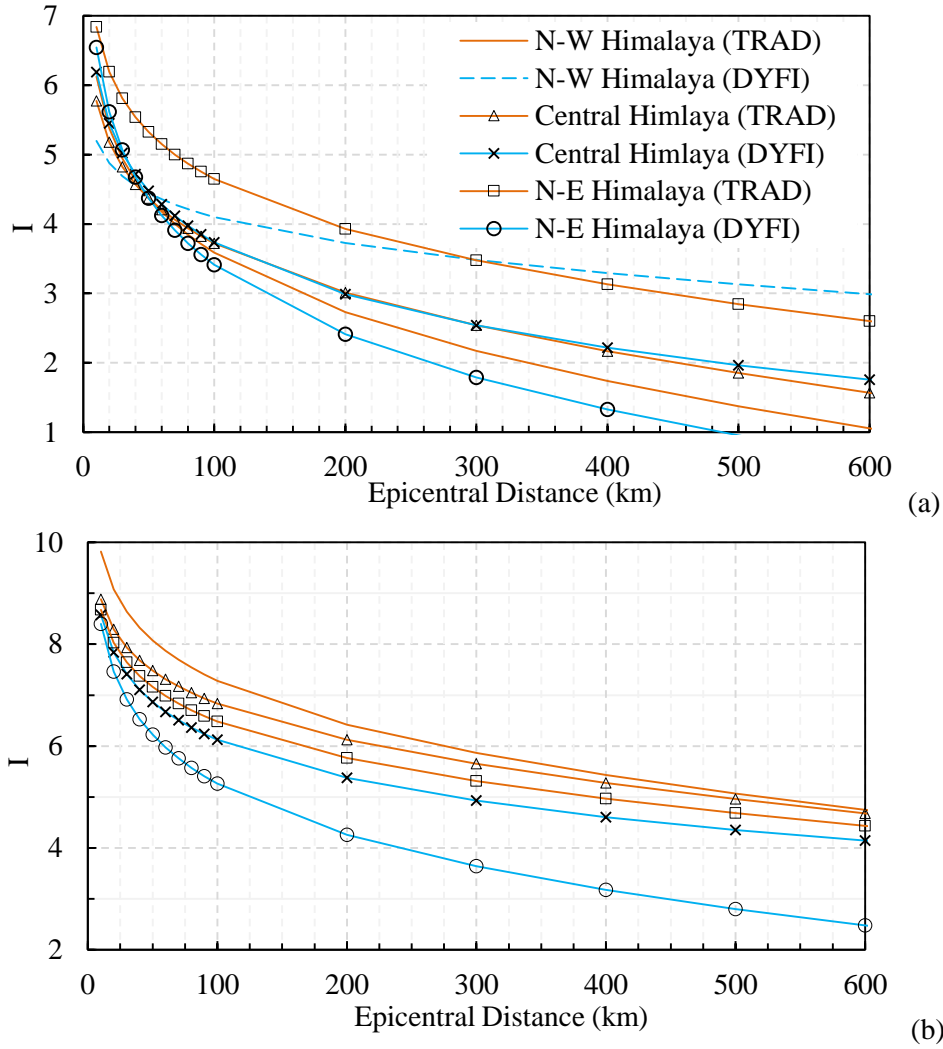 7
6
5
4
3
2
1
I
N-W Himalaya (TRAD)
N-W Himalaya (DYFI)
Central Himlaya (TRAD)
Central Himlaya (DYFI)
N-E Himalaya (TRAD)
N-E Himalaya (DYFI)
0 100 200 300 400 500 600
Epicentral Distance (km)
(a)
10
8
6
4
2
I
0 100 200 300 400 500 600
Epicentral Distance (km)
(b)